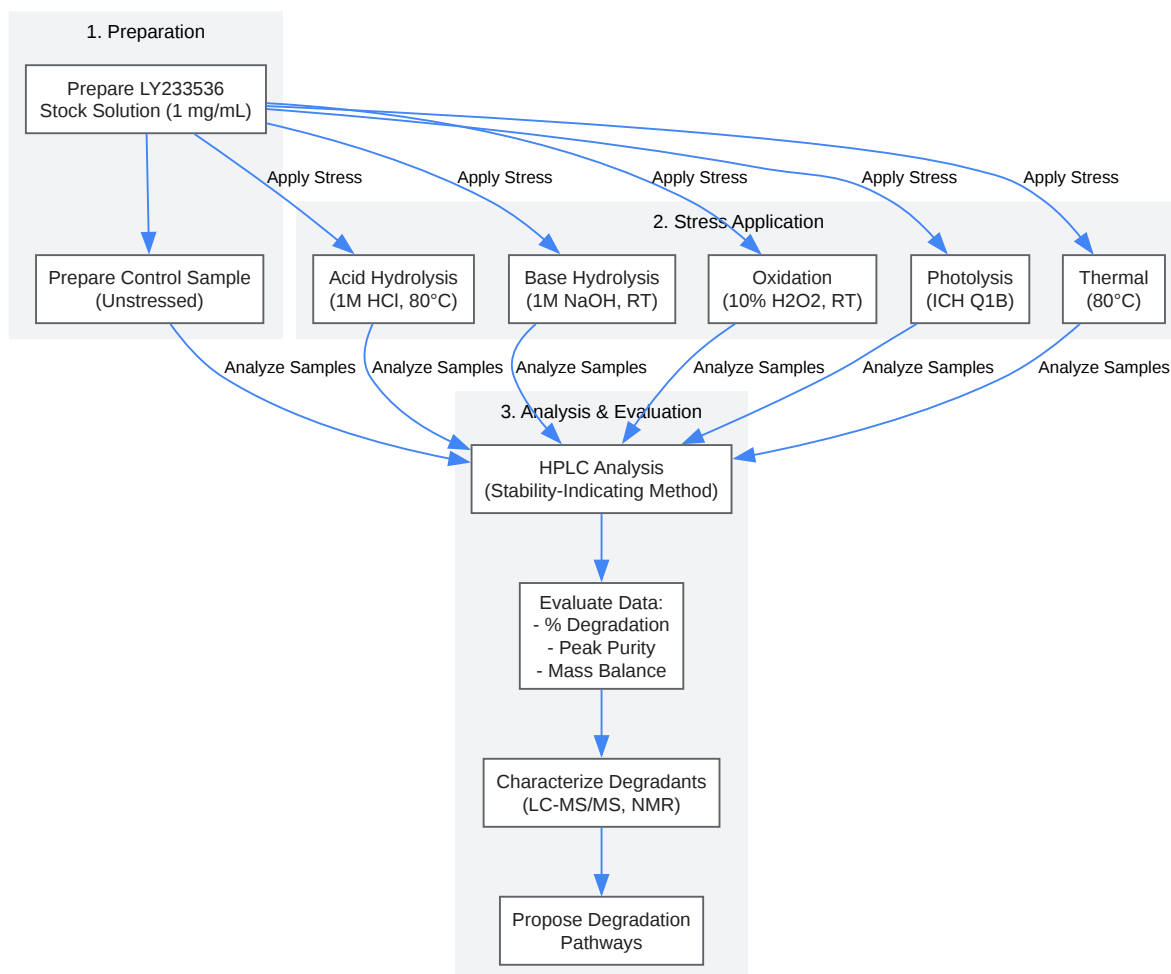 1. Preparation
Prepare LY233536
Stock Solution (1 mg/mL)
Apply Stress
Apply Stress
Apply Stress
Apply Stress
Apply Stress
2. Stress Application
Prepare Control Sample
(Unstressed)
Acid Hydrolysis
(1M HCl, 80°C)
Base Hydrolysis
(1M NaOH, RT)
Oxidation
(10% H2O2, RT)
Photolysis
(ICH Q1B)
Thermal
(80°C)
Analyze Samples
Analyze Samples
Analyze Samples
Analyze Samples
Analyze Samples
Analyze Samples
3. Analysis & Evaluation
HPLC Analysis
(Stability-Indicating Method)
Evaluate Data:
- % Degradation
- Peak Purity
- Mass Balance
Characterize Degradants
(LC-MS/MS, NMR)
Propose Degradation
Pathways